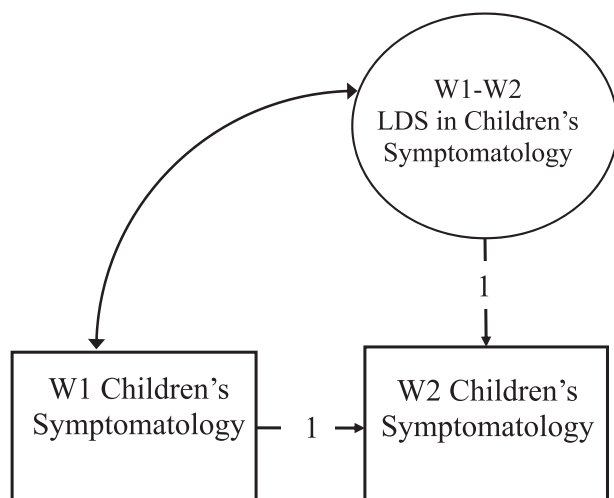 W1-W2
LDS in Children’s
Symptomatology
1
W1 Children’s
Symptomatology
1
W2 Children’s
Symptomatology